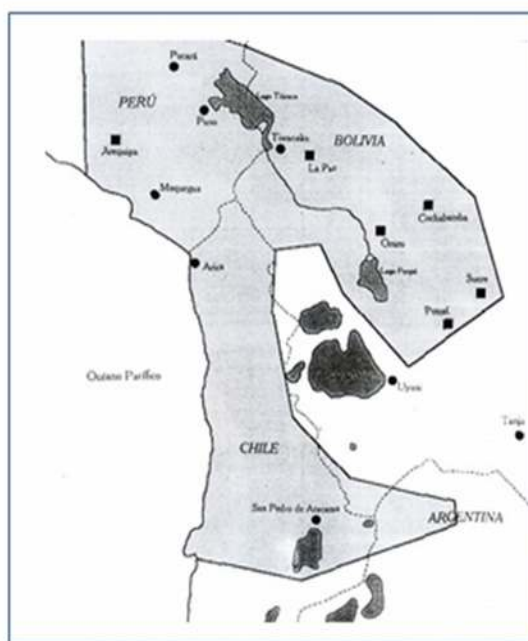 Pucará
PERÚ
Lago Titicaca
Puno
Tiwanaku
BOLIVIA
Arequipa
La Paz
Moquegua
Cochabamba
Oruro
Lago Poopó
Sucre
Potosí
Arica
Océano Pacífico
Uyuni
Tarija
CHILE
San Pedro de Atacama
ARGENTINA